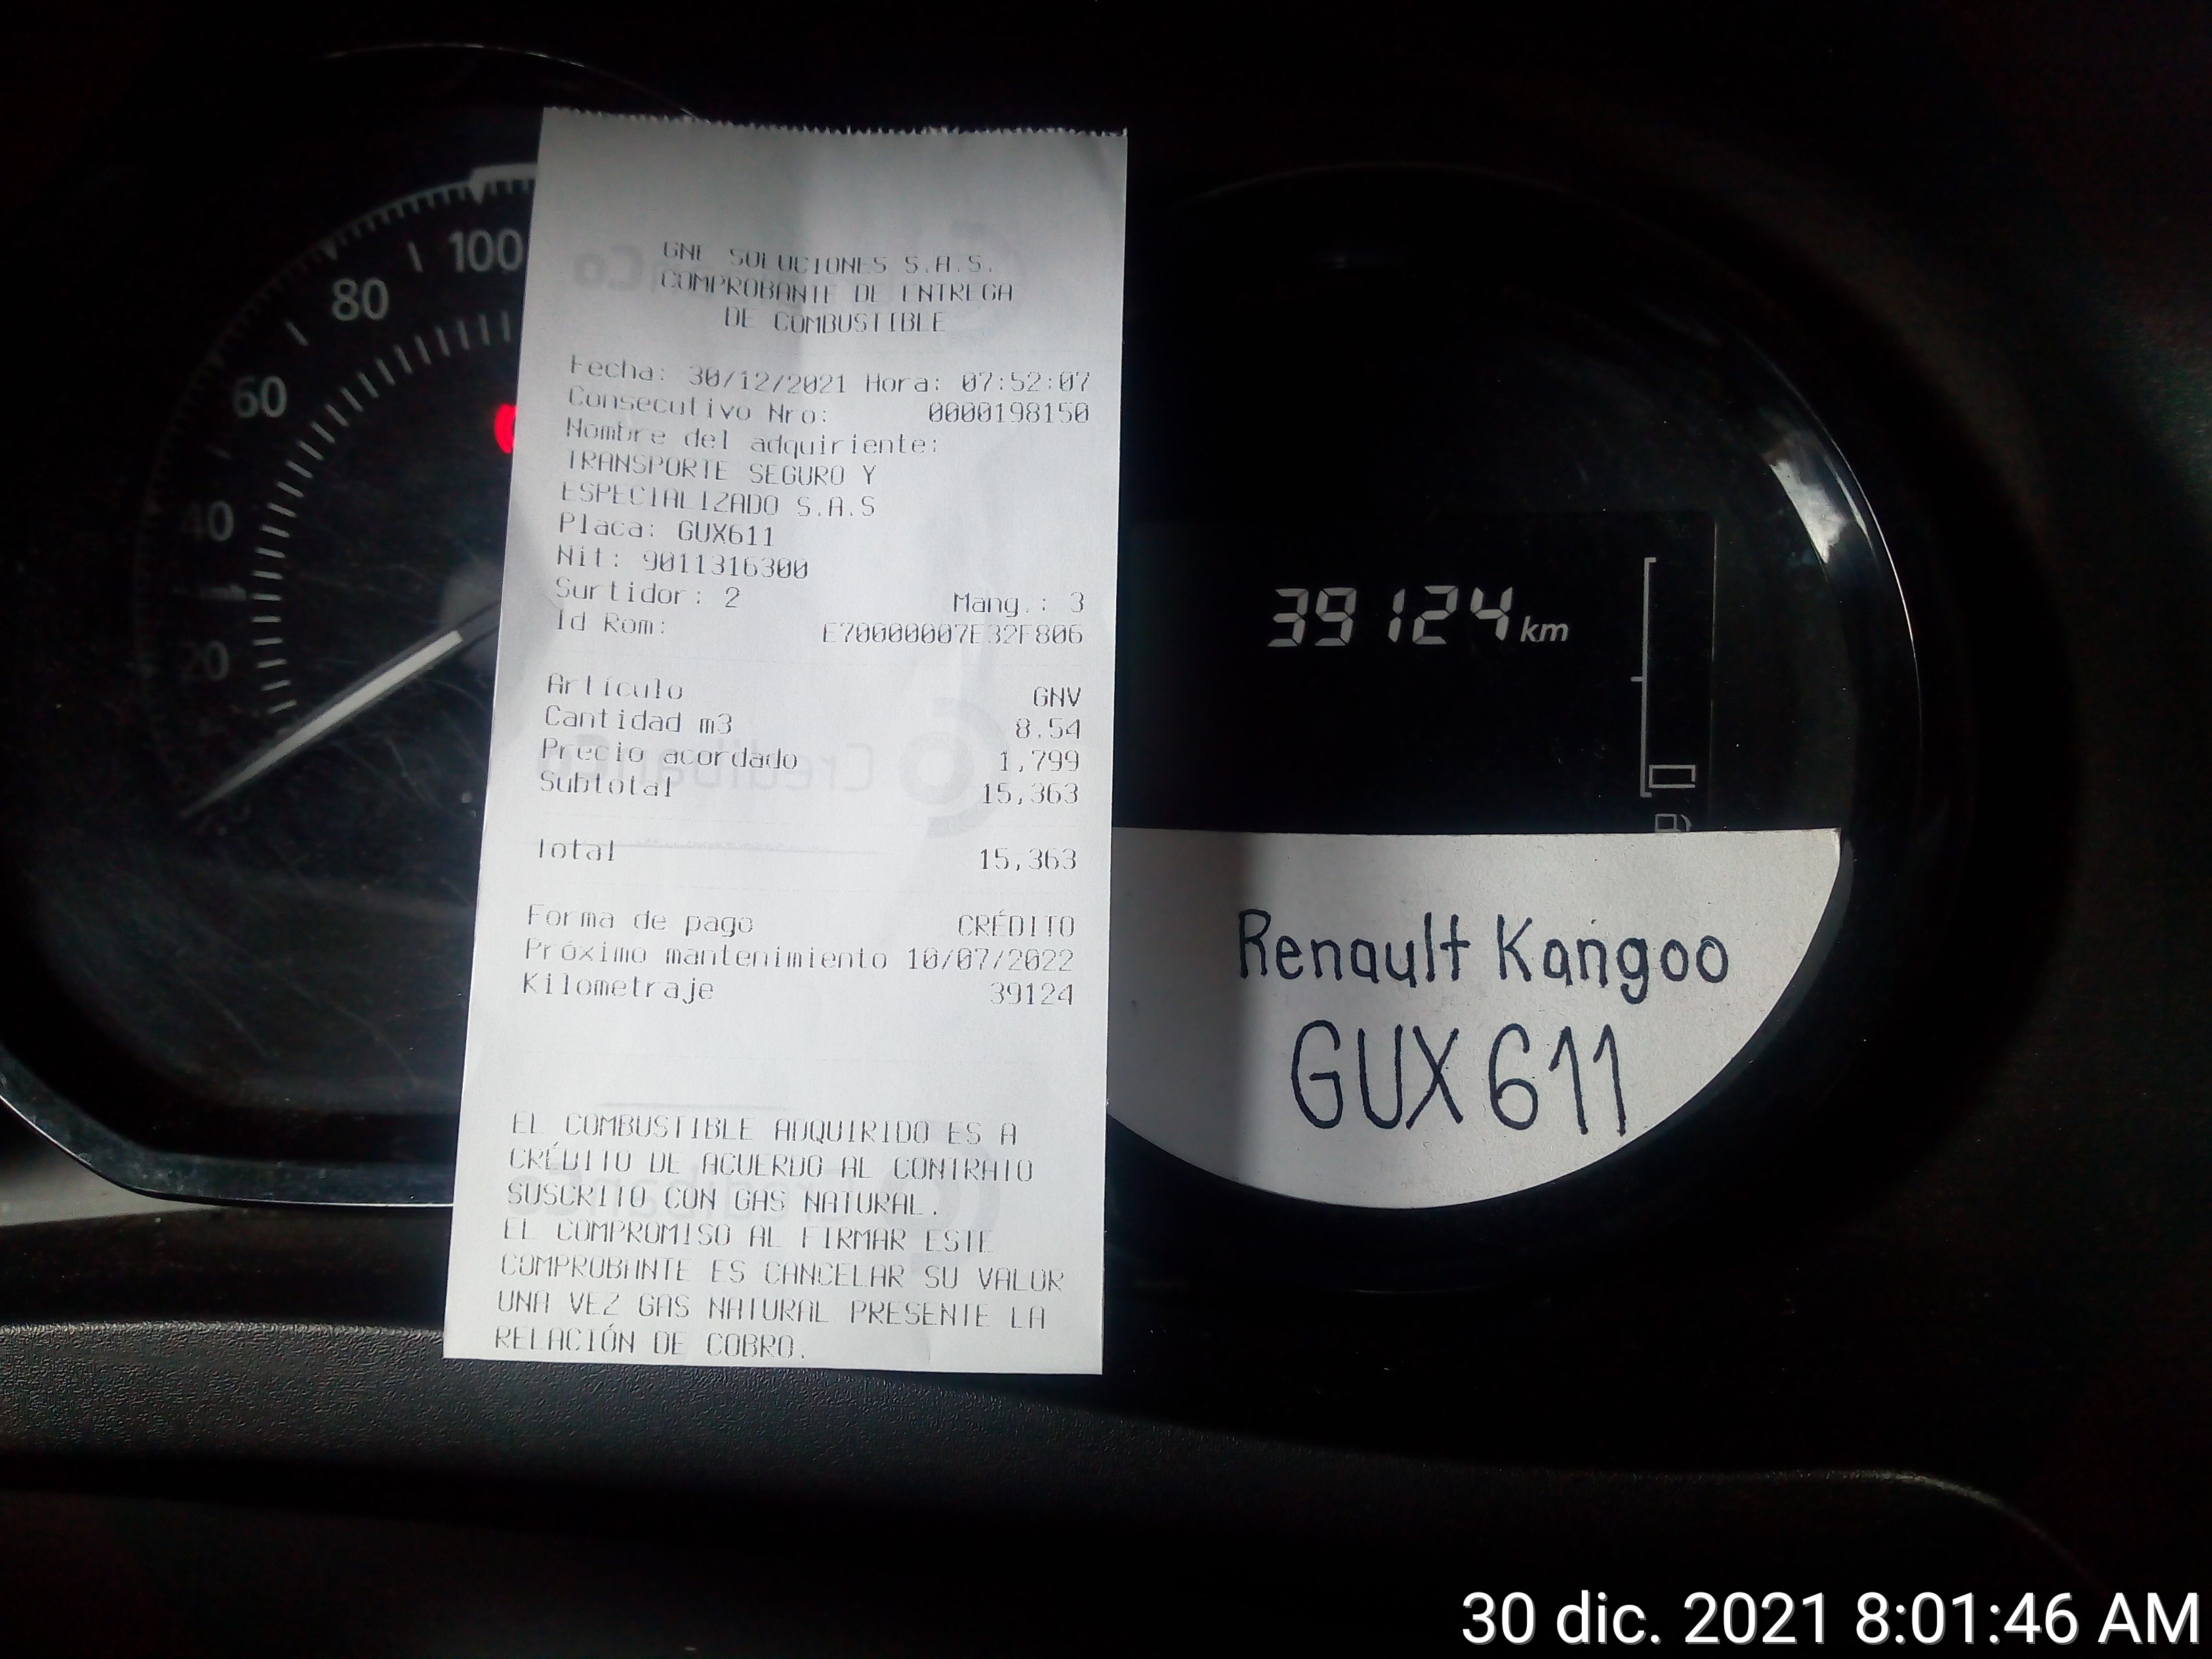 GNE SOLUCIONES S.A.S.
COMPROBANTE DE ENTREGA
DE COMBUSTIBLE
Fecha: 30/12/2021 Hora: 07:52:07
Consecutivo Nro: 0000198150
Nombre del adquiriente:
TRANSPORTE SEGURO Y
ESPECIALIZADO S.A.S
Placa: GUX611
Nit: 9011316300
Surtidor: 2 Mang.: 3
Id Rom: E70000007E32F806
Artículo GNV
Cantidad m3 8.54
Precio acordado 1,799
Subtotal 15,363
Total 15,363
Forma de pago CRÉDITO
Próximo mantenimiento 10/07/2022
Kilometraje 39124
EL COMBUSTIBLE ADQUIRIDO ES A
CRÉDITO DE ACUERDO AL CONTRATO
SUSCRITO CON GAS NATURAL.
EL COMPROMISO AL FIRMAR ESTE
COMPROBANTE ES CANCELAR SU VALOR
UNA VEZ GAS NATURAL PRESENTE LA
RELACIÓN DE COBRO.
100
80
60
40
20
39124 km
Renault Kangoo
GUX 611
30 dic. 2021 8:01:46 AM